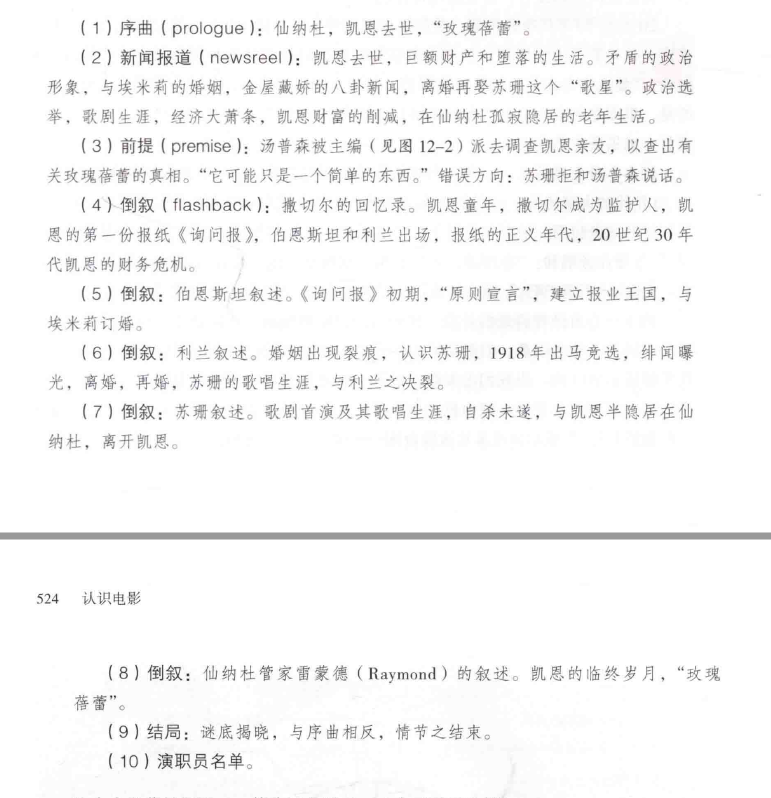 （1）序曲（prologue）：仙纳杜，凯恩去世，“玫瑰蓓蕾”。
（2）新闻报道（newsreel）：凯恩去世，巨额财产和堕落的生活。矛盾的政治
形象，与埃米莉的婚姻，金屋藏娇的八卦新闻，离婚再娶苏珊这个“歌星”。政治选
举，歌剧生涯，经济大萧条，凯恩财富的削减，在仙纳杜孤寂隐居的老年生活。
（3）前提（premise）：汤普森被主编（见图 12–2）派去调查凯恩亲友，以查出有
关玫瑰蓓蕾的真相。“它可能只是一个简单的东西。”错误方向：苏珊拒和汤普森说话。
（4）倒叙（flashback）：撒切尔的回忆录。凯恩童年，撒切尔成为监护人，凯
恩的第一份报纸《询问报》，伯恩斯坦和利兰出场，报纸的正义年代，20 世纪 30 年
代凯恩的财务危机。
（5）倒叙：伯恩斯坦叙述。《询问报》初期，“原则宣言”，建立报业王国，与
埃米莉订婚。
（6）倒叙：利兰叙述。婚姻出现裂痕，认识苏珊，1918 年出马竞选，绯闻曝
光，离婚，再婚，苏珊的歌唱生涯，与利兰之决裂。
（7）倒叙：苏珊叙述。歌剧首演及其歌唱生涯，自杀未遂，与凯恩半隐居在仙
纳杜，离开凯恩。
524 认识电影
（8）倒叙：仙纳杜管家雷蒙德（Raymond）的叙述。凯恩的临终岁月，“玫瑰
蓓蕾”。
（9）结局：谜底揭晓，与序曲相反，情节之结束。
（10）演职员名单。